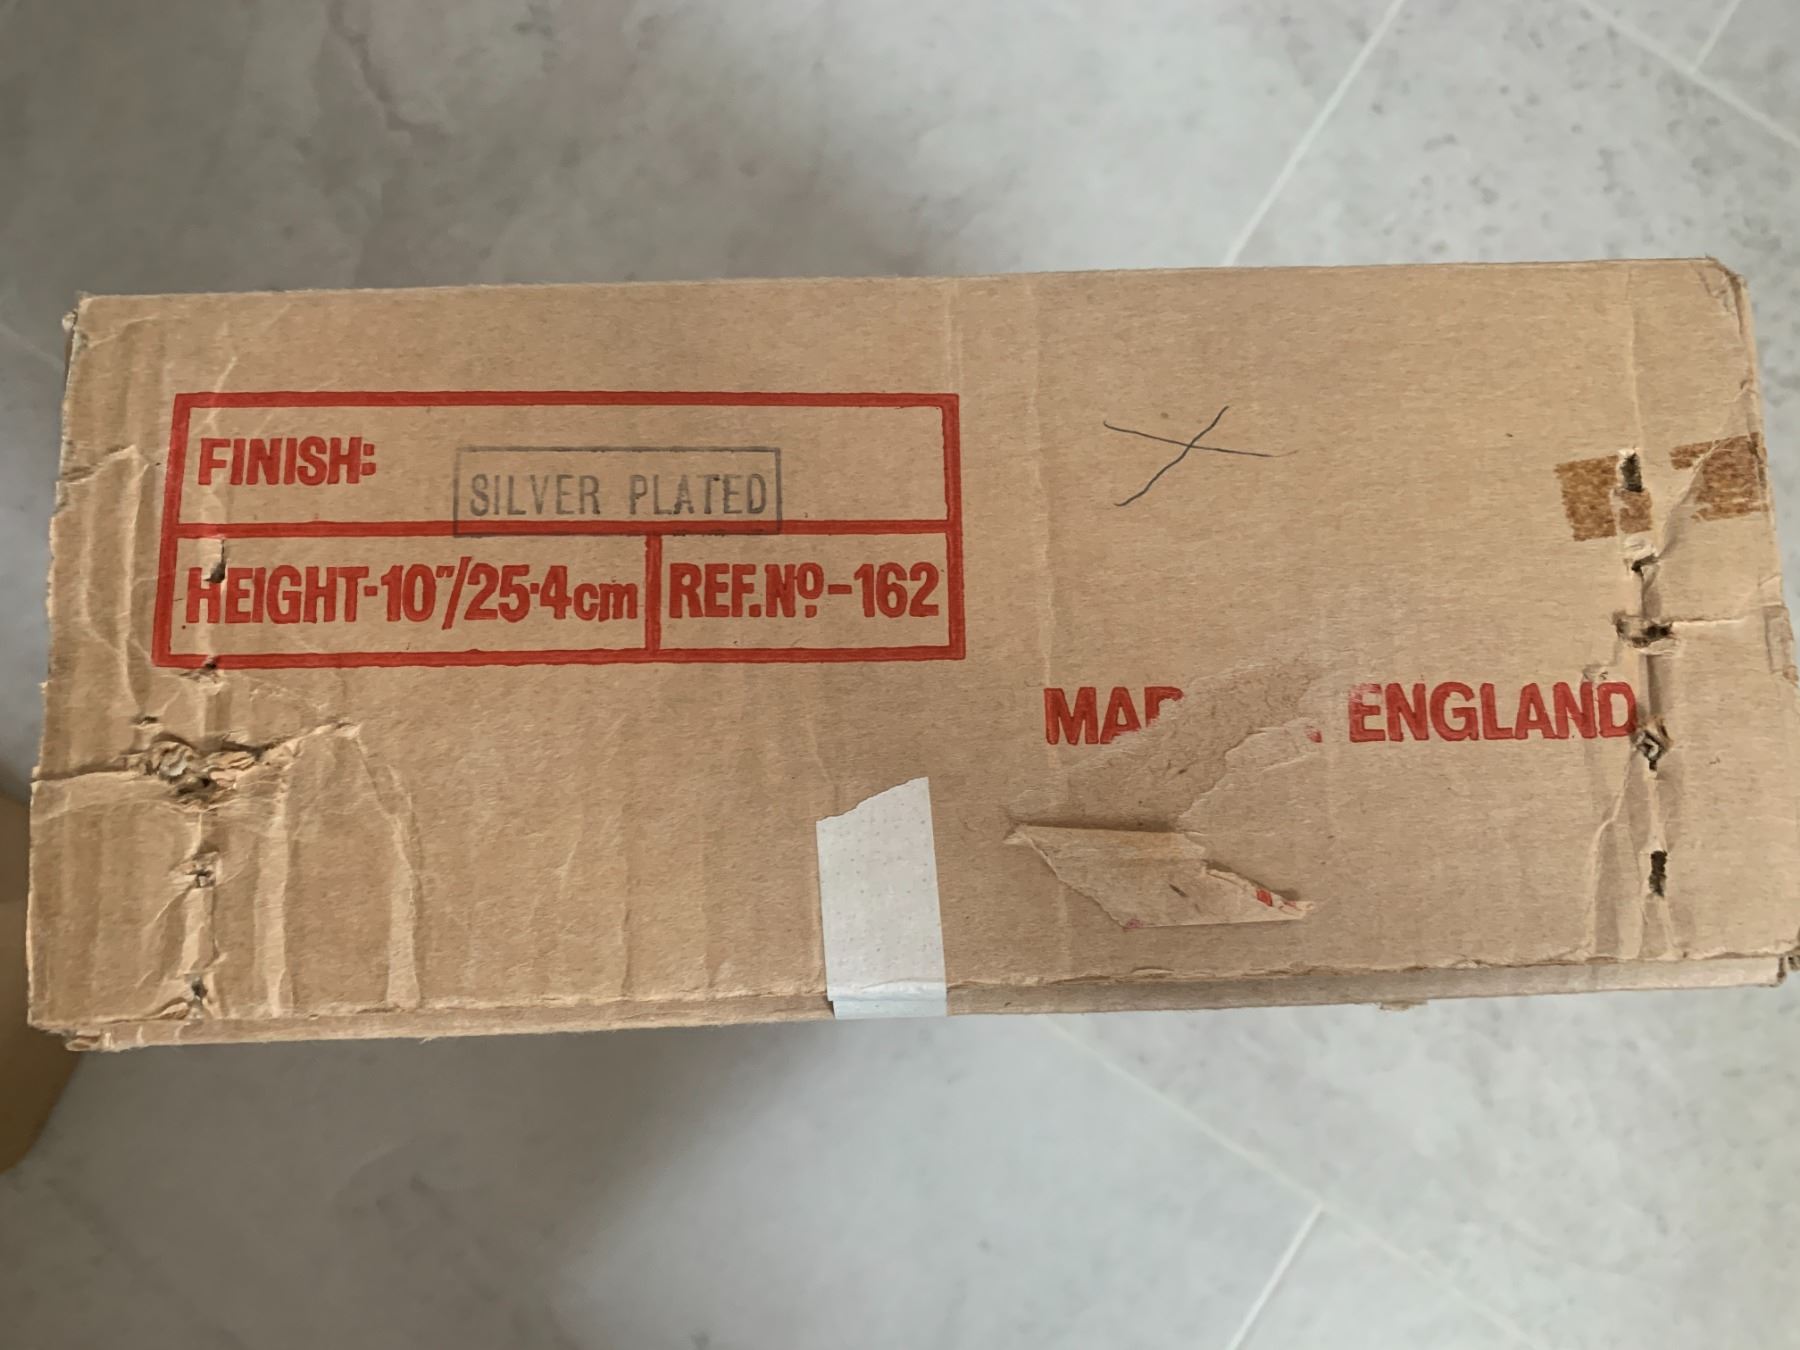 FINISH:
SILVER PLATED
HEIGHT-10"/25·4cm
REF.Nº-162
ENGLAND